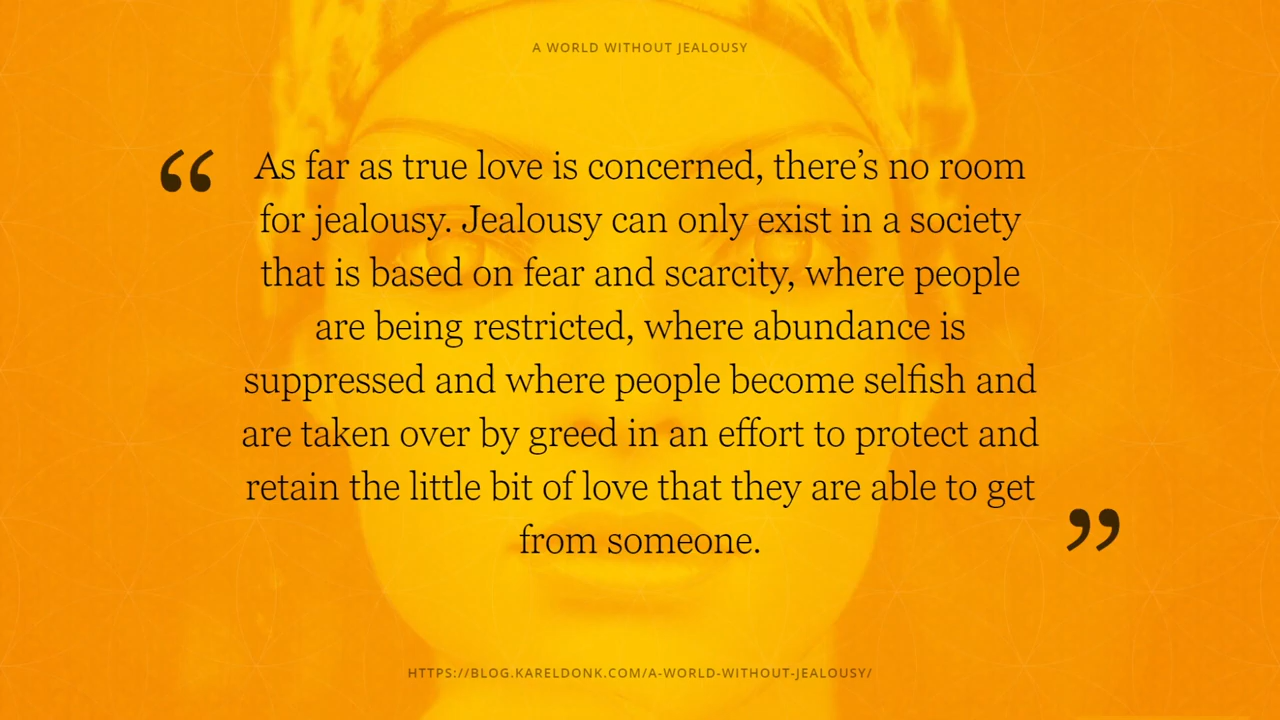 A WORLD WITHOUT JEALOUSY
“As far as true love is concerned, there’s no room
for jealousy. Jealousy can only exist in a society
that is based on fear and scarcity, where people
are being restricted, where abundance is
suppressed and where people become selfish and
are taken over by greed in an effort to protect and
retain the little bit of love that they are able to get
from someone.”
HTTPS://BLOG.KARELDONK.COM/A-WORLD-WITHOUT-JEALOUSY/